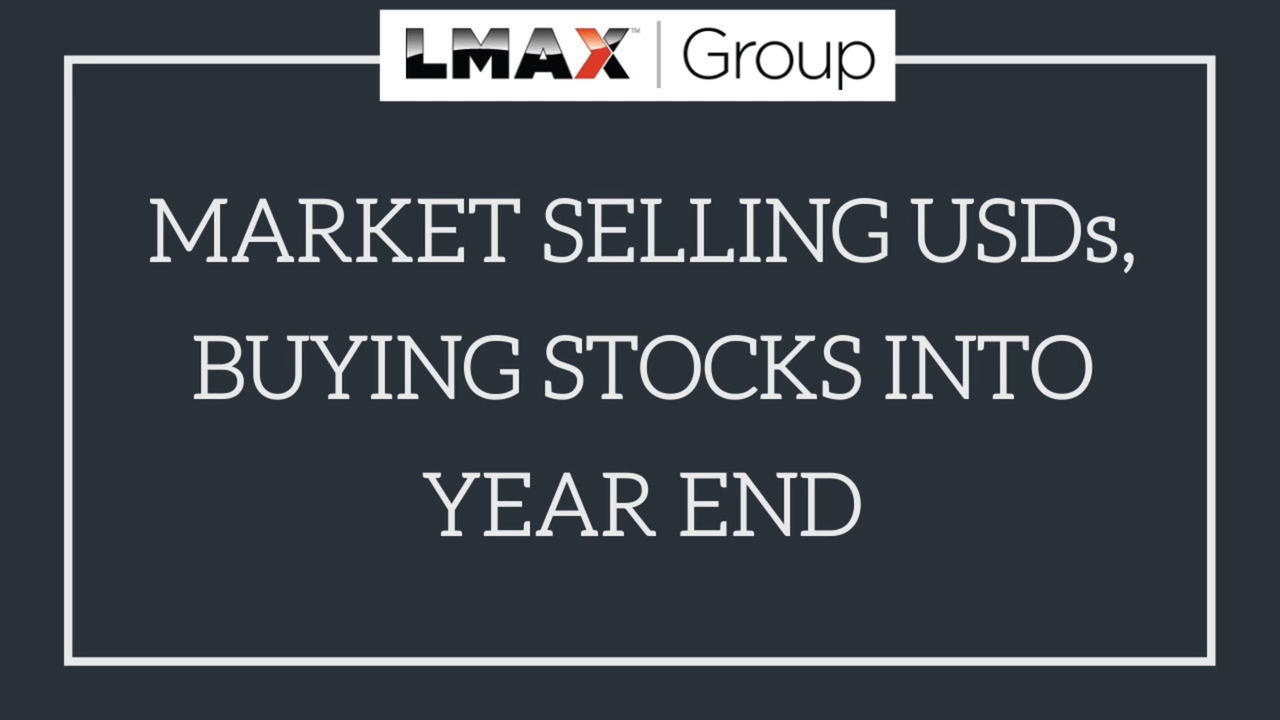 LMAX™ | Group
MARKET SELLING USDs,
BUYING STOCKS INTO
YEAR END